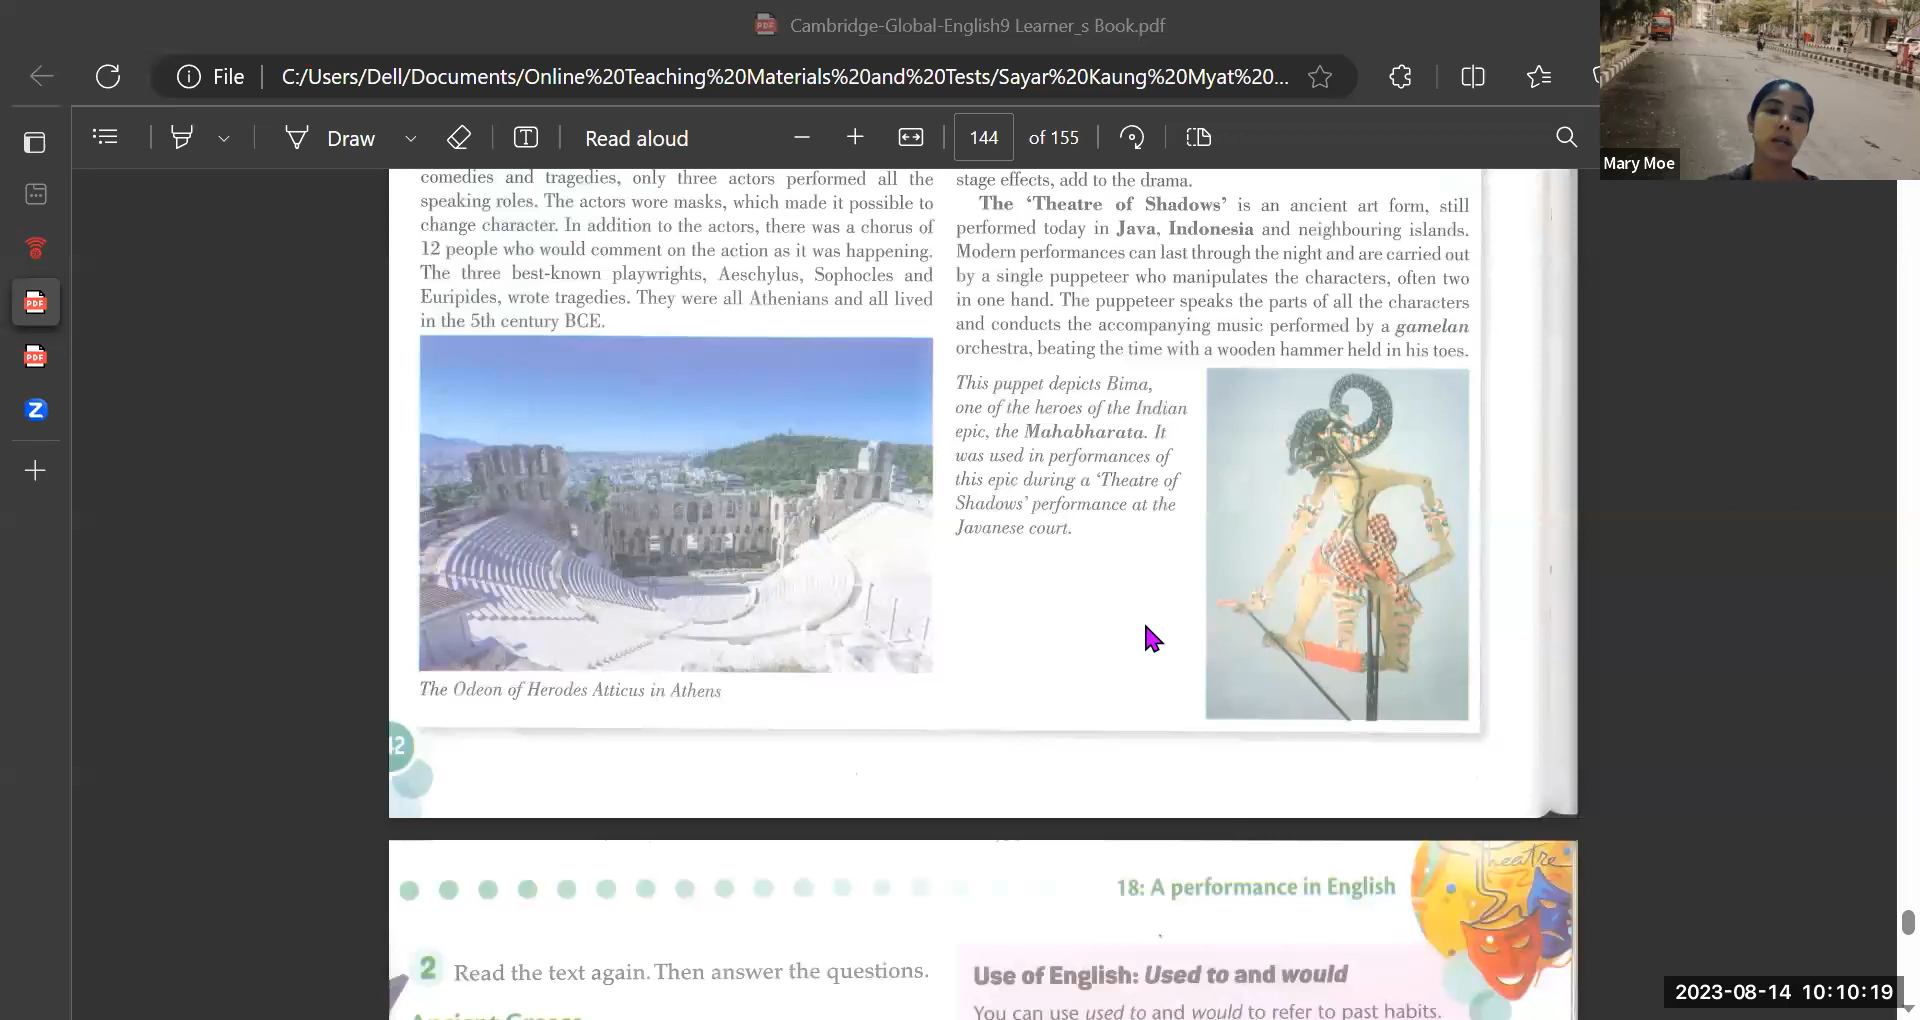 Cambridge-Global-English9 Learner_s Book.pdf
File
C:/Users/Dell/Documents/Online%20Teaching%20Materials%20and%20Tests/Sayar%20Kaung%20Myat%20...
Draw
Read aloud
144
of 155
Mary Moe
comedies and tragedies, only three actors performed all the
speaking roles. The actors wore masks, which made it possible to
change character. In addition to the actors, there was a chorus of
12 people who would comment on the action as it was happening.
The three best-known playwrights, Aeschylus, Sophocles and
Euripides, wrote tragedies. They were all Athenians and all lived
in the 5th century BCE.
The Odeon of Herodes Atticus in Athens
stage effects, add to the drama.
The ‘Theatre of Shadows’ is an ancient art form, still
performed today in Java, Indonesia and neighbouring islands.
Modern performances can last through the night and are carried out
by a single puppeteer who manipulates the characters, often two
in one hand. The puppeteer speaks the parts of all the characters
and conducts the accompanying music performed by a gamelan
orchestra, beating the time with a wooden hammer held in his toes.
This puppet depicts Bima,
one of the heroes of the Indian
epic, the Mahabharata. It
was used in performances of
this epic during a ‘Theatre of
Shadows’ performance at the
Javanese court.
42
18: A performance in English
Theatre
2 Read the text again. Then answer the questions.
Ancient Greece
Use of English: Used to and would
You can use used to and would to refer to past habits.
PDF
PDF
PDF
Z
2023-08-14 10:10:19